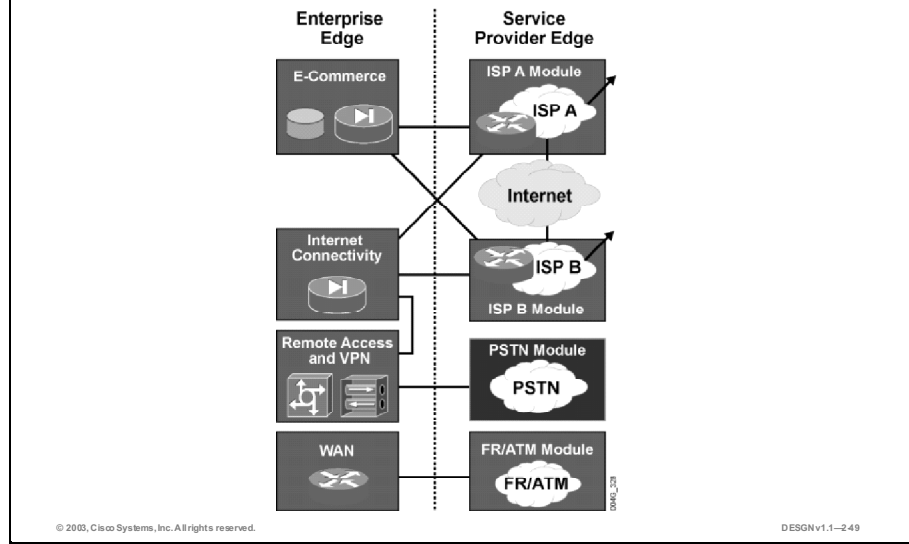 Enterprise
Edge
Service
Provider Edge
E-Commerce
ISP A Module
ISP A
Internet
Internet
Connectivity
ISP B
ISP B Module
Remote Access
and VPN
PSTN Module
PSTN
WAN
FR/ATM Module
FR/ATM
© 2003, Cisco Systems, Inc. All rights reserved.
DESGN v1.1—2-49